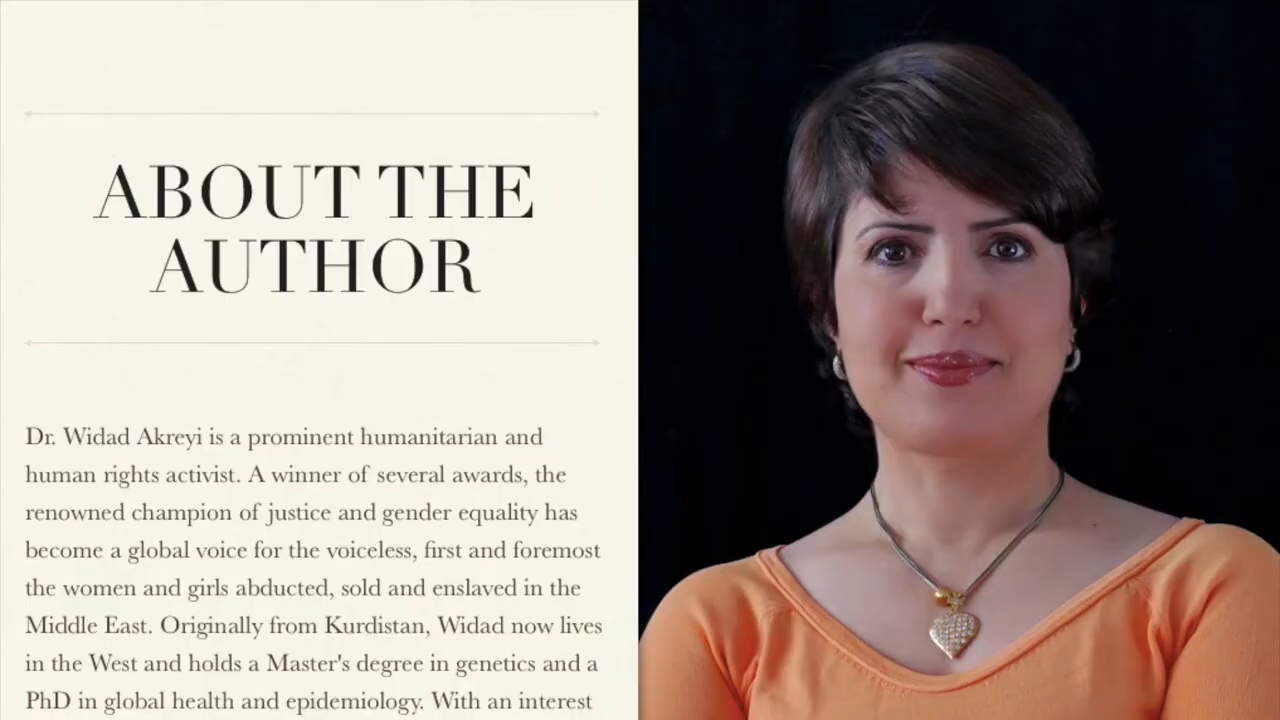 ABOUT THE
AUTHOR
Dr. Widad Akreyi is a prominent humanitarian and
human rights activist. A winner of several awards, the
renowned champion of justice and gender equality has
become a global voice for the voiceless, first and foremost
the women and girls abducted, sold and enslaved in the
Middle East. Originally from Kurdistan, Widad now lives
in the West and holds a Master's degree in genetics and a
PhD in global health and epidemiology. With an interest